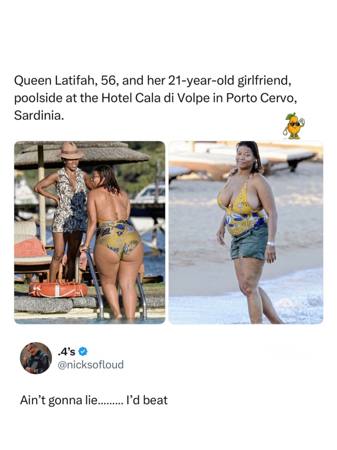 Queen Latifah, 56, and her 21-year-old girlfriend,
poolside at the Hotel Cala di Volpe in Porto Cervo,
Sardinia.
.4's
@nicksofloud
Ain't gonna lie......... I'd beat